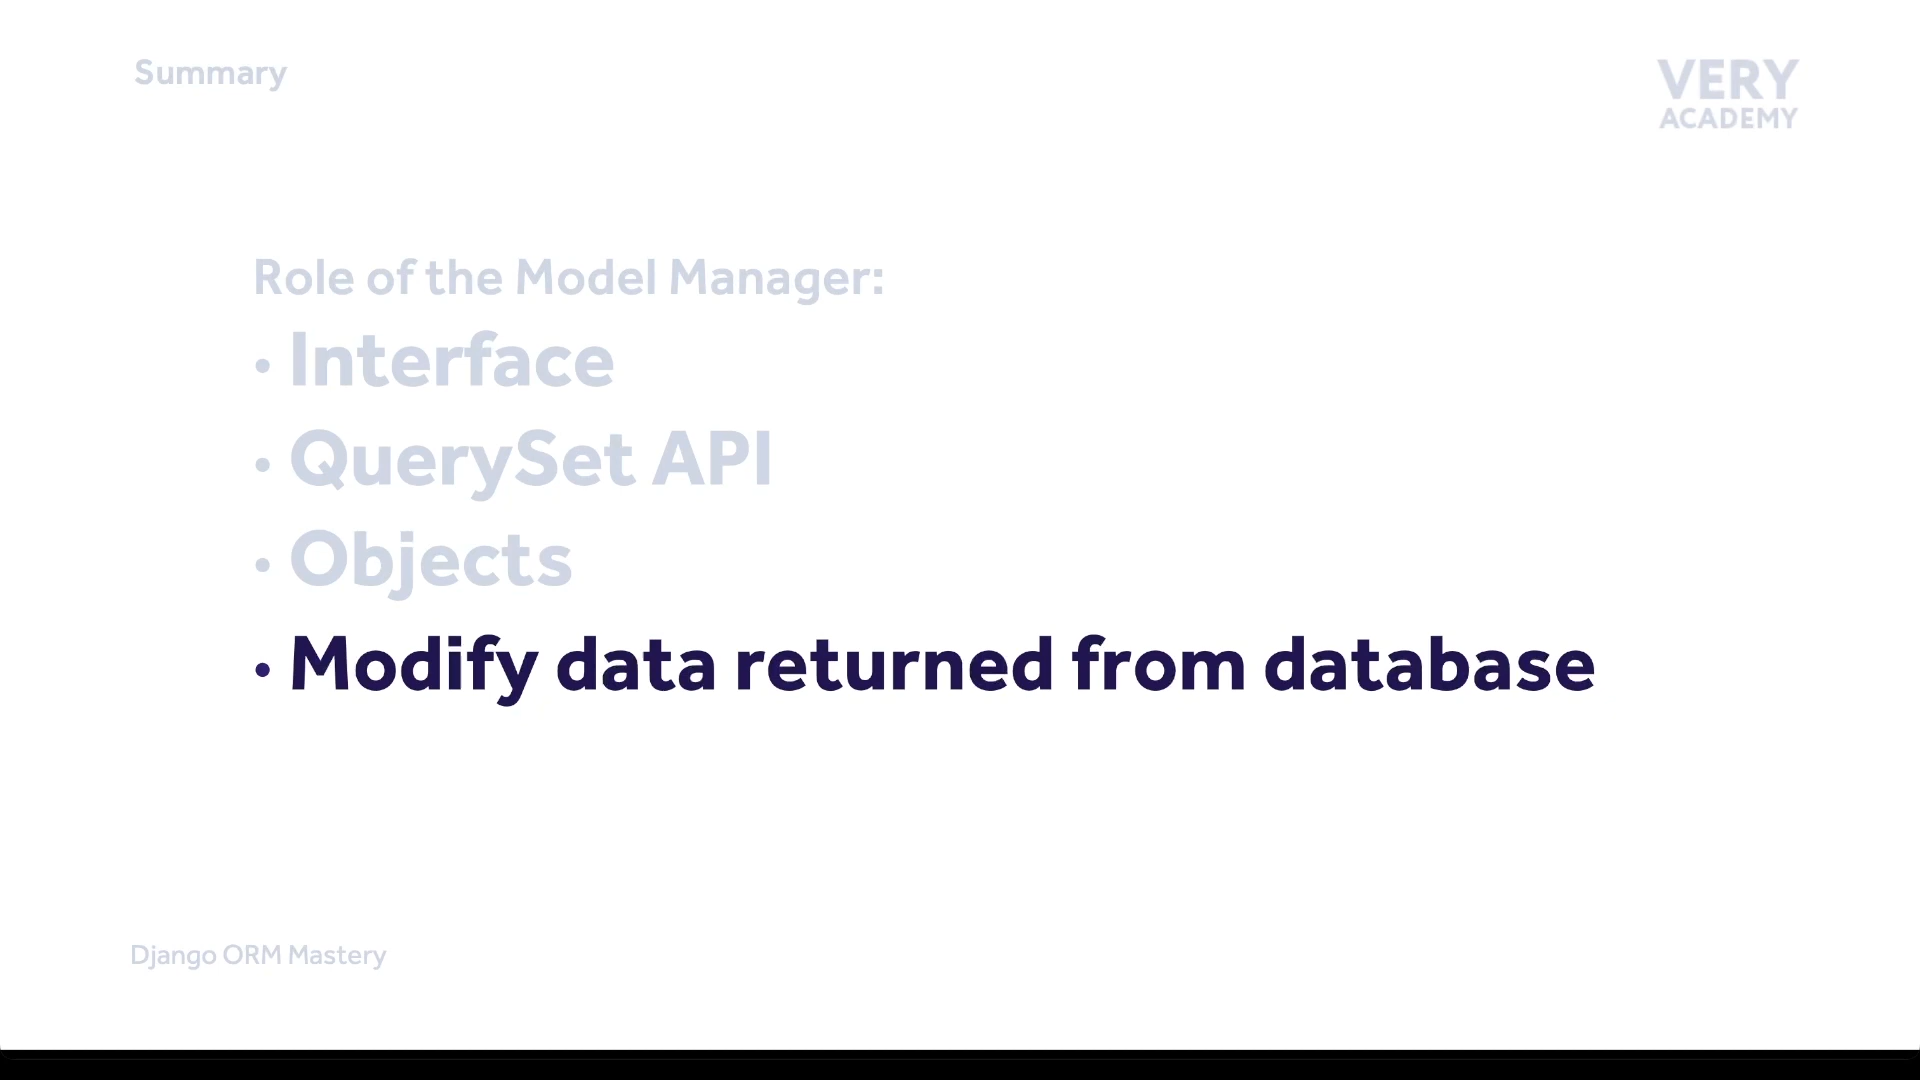 Summary
VERY
ACADEMY
Role of the Model Manager:
• Interface
• QuerySet API
• Objects
• Modify data returned from database
Django ORM Mastery